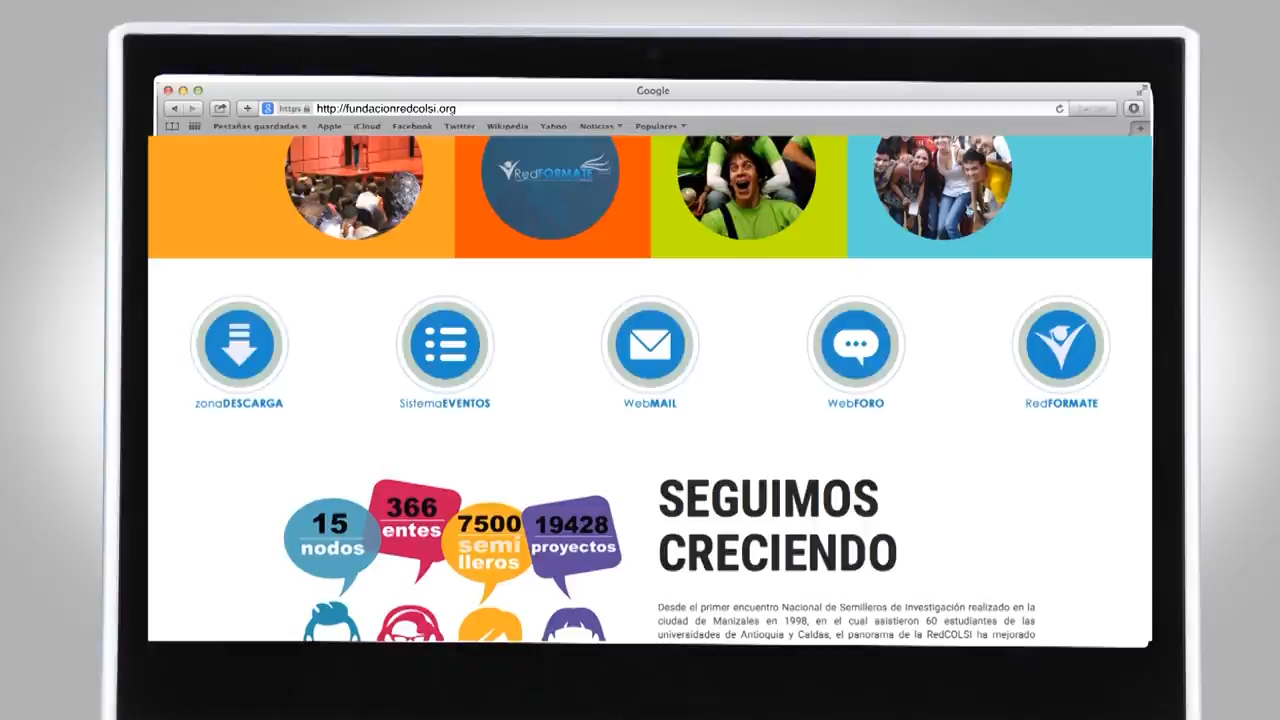 Google
https http://fundacionredcolsi.org
Pestañas guardadas Apple iCloud Facebook Twitter Wikipedia Yahoo Noticias Populares
RedFORMATE
zonaDESCARGA
SistemaEVENTOS
WebMAIL
WebFORO
RedFORMATE
15
nodos
366
entes
7500
semi
lleros
19428
proyectos
SEGUIMOS
CRECIENDO
Desde el primer encuentro Nacional de Semilleros de Investigación realizado en la
ciudad de Manizales en 1998, en el cual asistieron 60 estudiantes de las
universidades de Antioquia y Caldas, el panorama de la RedCOLSI ha mejorado